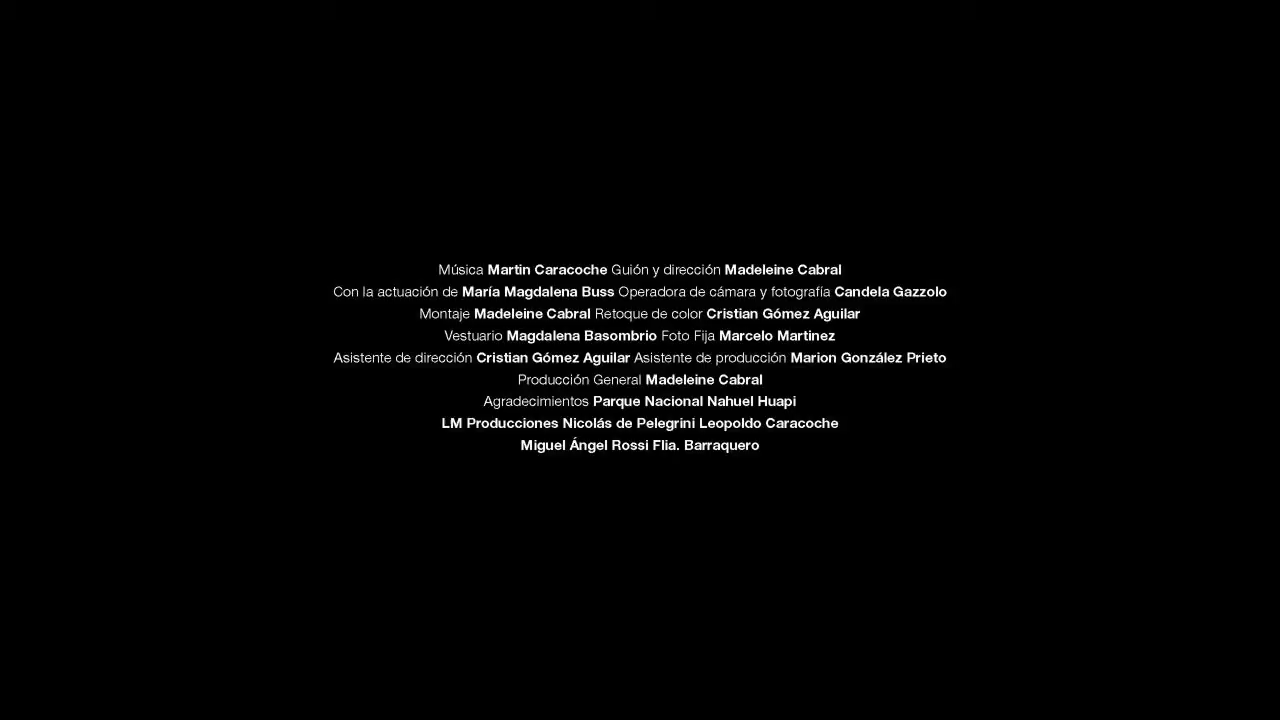 Música Martin Caracoche Guión y dirección Madeleine Cabral
Con la actuación de María Magdalena Buss Operadora de cámara y fotografía Candela Gazzolo
Montaje Madeleine Cabral Retoque de color Cristian Gómez Aguilar
Vestuario Magdalena Basombrio Foto Fija Marcelo Martinez
Asistente de dirección Cristian Gómez Aguilar Asistente de producción Marion González Prieto
Producción General Madeleine Cabral
Agradecimientos Parque Nacional Nahuel Huapi
LM Producciones Nicolás de Pelegrini Leopoldo Caracoche
Miguel Ángel Rossi Flia. Barraquero